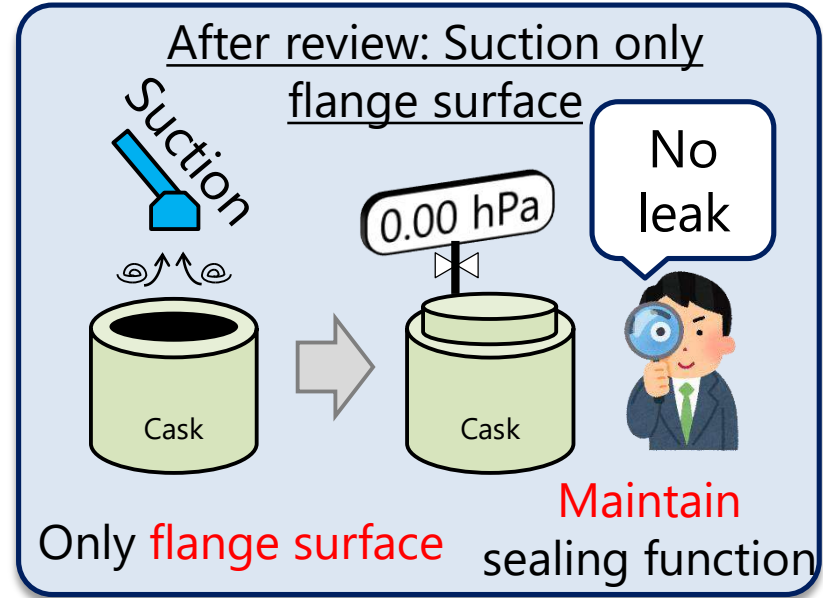 After review: Suction only
flange surface
Suction
0.00 hPa
No
leak
Cask
Cask
Only flange surface
Maintain
sealing function